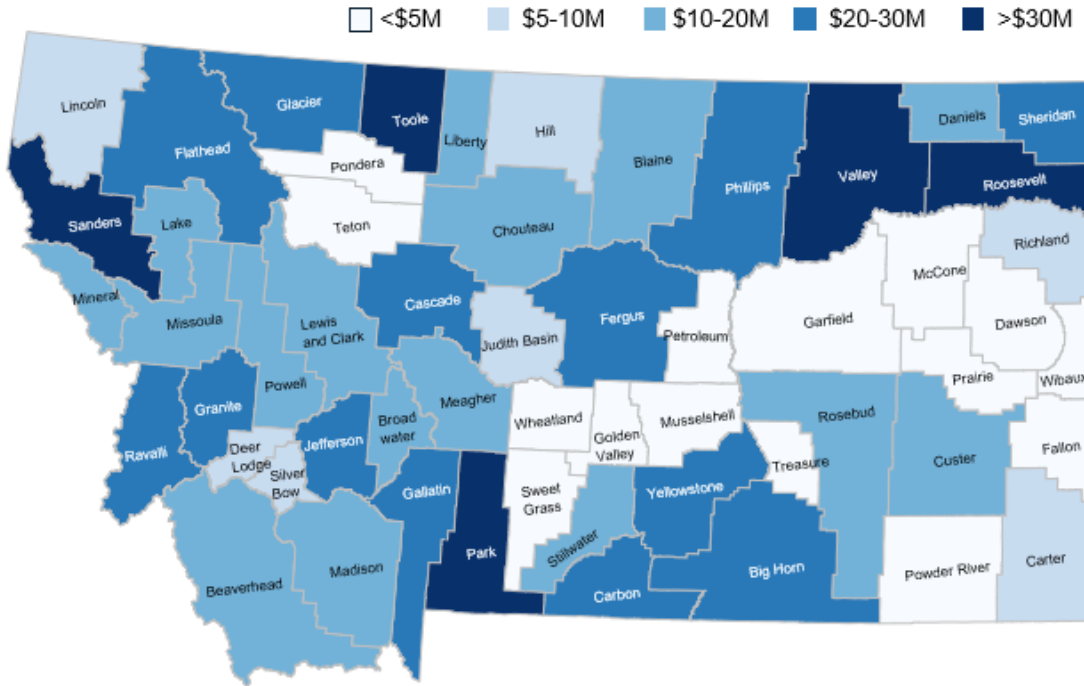 <$5M $5-10M $10-20M $20-30M >$30M
Lincoln
Flathead
Glacier
Toole
Liberty
Hill
Blaine
Phillips
Valley
Daniels
Sheridan
Roosevelt
Pondera
Teton
Chouteau
Sanders
Lake
Richland
McCone
Garfield
Dawson
Mineral
Missoula
Lewis
and Clark
Cascade
Judith Basin
Fergus
Petroleum
Prairie
Wibaux
Powell
Granite
Ravalli
Deer
Lodge
Silver
Bow
Jefferson
Broad
water
Meagher
Wheatland
Golden
Valley
Musselshell
Rosebud
Treasure
Custer
Fallon
Gallatin
Park
Sweet
Grass
Stillwater
Yellowstone
Carbon
Big Horn
Powder River
Carter
Beaverhead
Madison